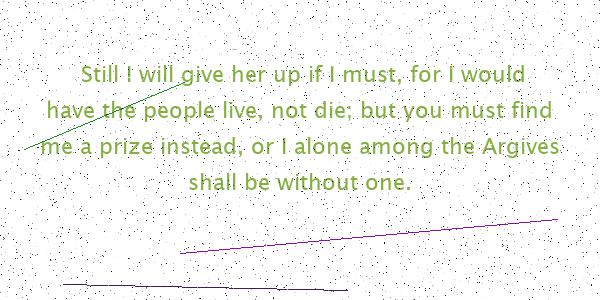 Still I will give her up if I must, for I would
have the people live, not die; but you must find
me a prize instead, or I alone among the Argives
shall be without one.